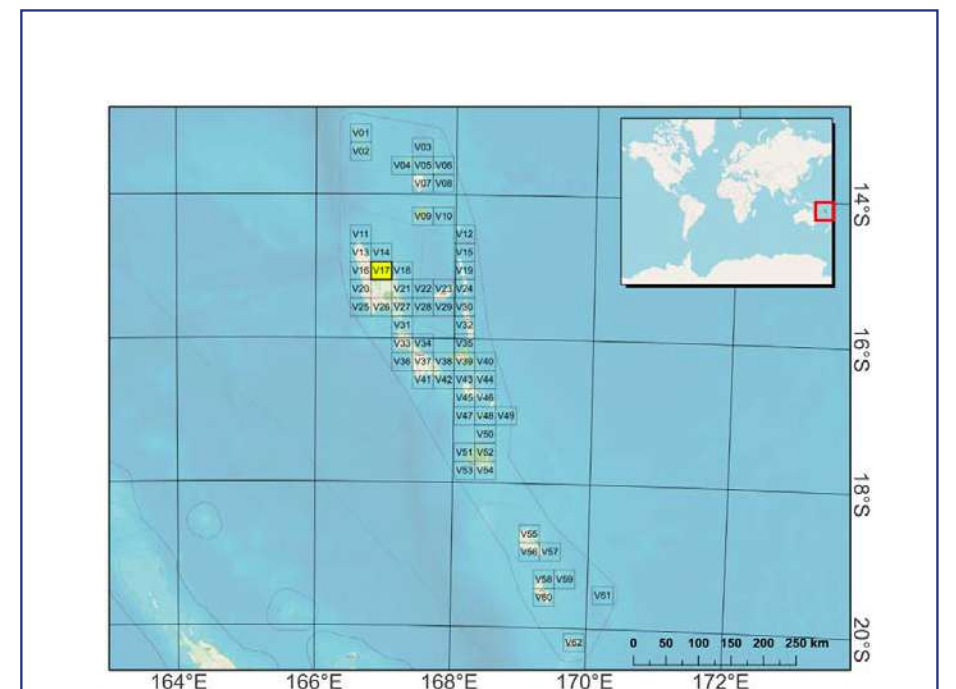 V01
V02
V03
V04 V05 V06
V07 V08
14°S
V09 V10
V11
V12
V13 V14
V15
V16 V17 V18
V19
V20
V21 V22 V23 V24
V25 V26 V27 V28 V29 V30
V31
V32
V33 V34
V35
16°S
V36 V37 V38 V39 V40
V41 V42 V43 V44
V45 V46
V47 V48 V49
V50
V51 V52
V53 V54
18°S
V55
V56 V57
V58 V59
V60
V61
V62
20°S
0 50 100 150 200 250 km
164°E 166°E 168°E 170°E 172°E